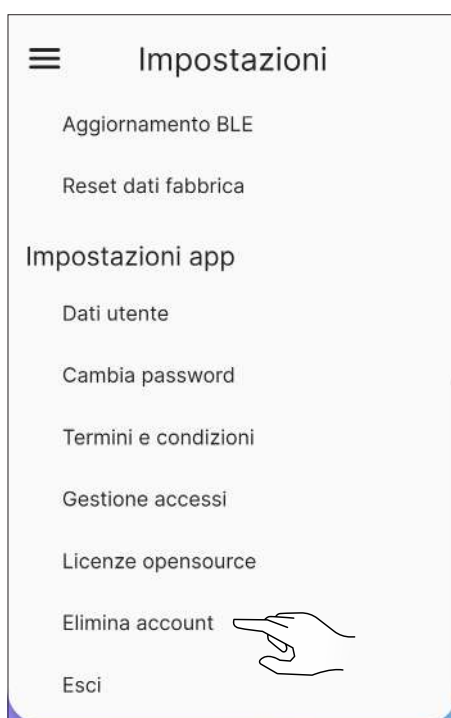 Impostazioni
Aggiornamento BLE
Reset dati fabbrica
Impostazioni app
Dati utente
Cambia password
Termini e condizioni
Gestione accessi
Licenze opensource
Elimina account
Esci